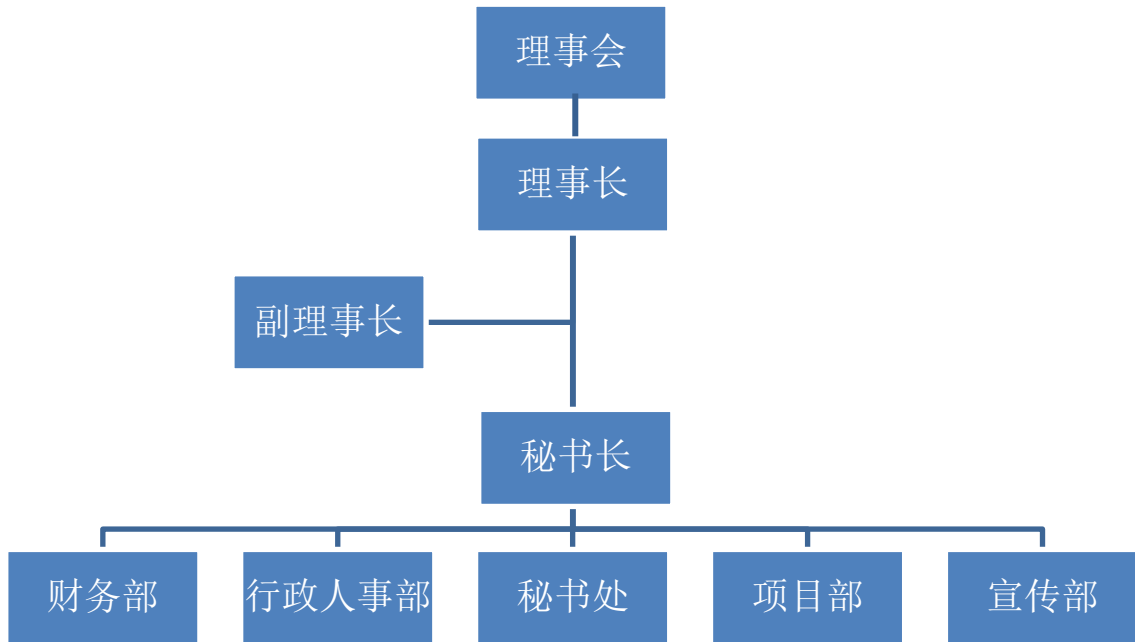 理事会
理事长
副理事长
秘书长
财务部
行政人事部
秘书处
项目部
宣传部